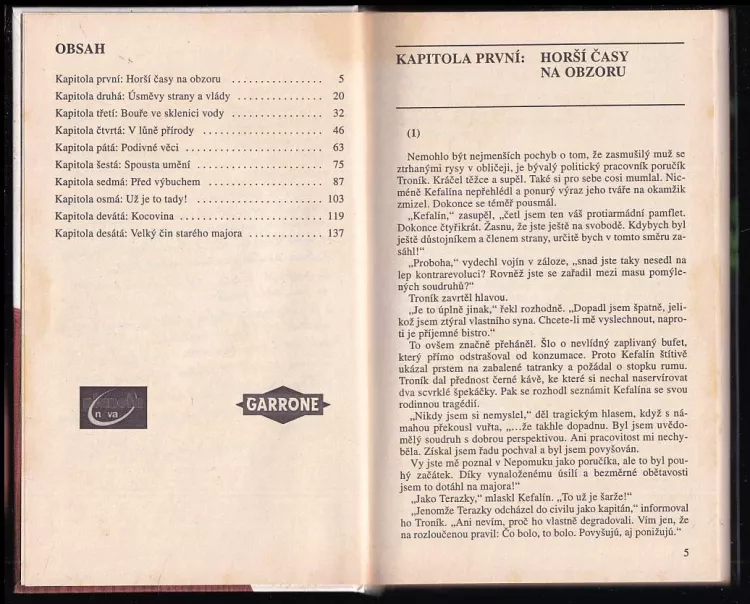 OBSAH
Kapitola první: Horší časy na obzoru . . . . . . . . . . . . . . . 5
Kapitola druhá: Úsměvy strany a vlády . . . . . . . . . . . . . . 20
Kapitola třetí: Bouře ve sklenici vody . . . . . . . . . . . . . . . 32
Kapitola čtvrtá: V lůně přírody . . . . . . . . . . . . . . . . . . . . 46
Kapitola pátá: Podivné věci . . . . . . . . . . . . . . . . . . . . . . 63
Kapitola šestá: Spousta umění . . . . . . . . . . . . . . . . . . . . 75
Kapitola sedmá: Před výbuchem . . . . . . . . . . . . . . . . . . . 87
Kapitola osmá: Už je to tady! . . . . . . . . . . . . . . . . . . . . . 103
Kapitola devátá: Kocovina . . . . . . . . . . . . . . . . . . . . . . . 119
Kapitola desátá: Velký čin starého majora . . . . . . . . . . . . 137
nova
GARRONE
KAPITOLA PRVNÍ: HORŠÍ ČASY
NA OBZORU
(1)
Nemohlo být nejmenších pochyb o tom, že zasmušilý muž se
ztrhanými rysy v obličeji, je bývalý politický pracovník poručík
Troník. Kráčel těžce a supěl. Také si pro sebe cosi mumlal. Nic-
méně Kefalína nepřehlédl a ponurý výraz jeho tváře na okamžik
zmizel. Dokonce se téměř pousmál.
„Kefalín,“ zasupěl, „četl jsem ten váš protiarmádní pamflet.
Dokonce čtyřikrát. Žasnu, že jste ještě na svobodě. Kdybych byl
ještě důstojníkem a členem strany, určitě bych v tomto směru za-
sáhl!“
„Proboha,“ vydechl vojín v záloze, „snad jste taky nesedl na
lep kontrarevoluci? Rovněž jste se zařadil mezi masu pomýle-
ných soudruhů?“
Troník zavrtěl hlavou.
„Je to úplně jinak,“ řekl rozhodně. „Dopadl jsem špatně, jeli-
kož jsem ztýral vlastního syna. Chcete-li mě vyslechnout, napro-
ti je příjemné bistro.“
To ovšem značně přeháněl. Šlo o nevlídný zaplivaný bufet,
který přímo odstrašoval od konzumace. Proto Kefalín štítivě
ukázal prstem na zabalené tatranky a požádal o stopku rumu.
Troník dal přednost černé kávě, ke které si nechal naservírovat
dva scvrklé špekáčky. Pak se rozhodl seznámit Kefalína se svou
rodinnou tragédií.
„Nikdy jsem si nemyslel,“ děl tragickým hlasem, když s ná-
mahou překousl vuřta, „…že takhle dopadnu. Byl jsem uvědo-
mělý soudruh s dobrou perspektivou. Ani pracovitost mi nechy-
běla. Získal jsem řadu pochval a byl jsem povyšován.
Vy jste mě poznal v Nepomuku jako poručíka, ale to byl pou-
hý začátek. Díky vynaloženému úsilí a bezměrné obětavosti
jsem to dotáhl na majora!“
„Jako Terazky,“ mlaskl Kefalín. „To už je šarže!“
„Jenomže Terazky odcházel do civilu jako kapitán,“ informoval
ho Troník. „Ani nevím, proč ho vlastně degradovali. Vím jen, že
na rozloučenou pravil: Čo bolo, to bolo. Povyšujú, aj ponižujú.“
5